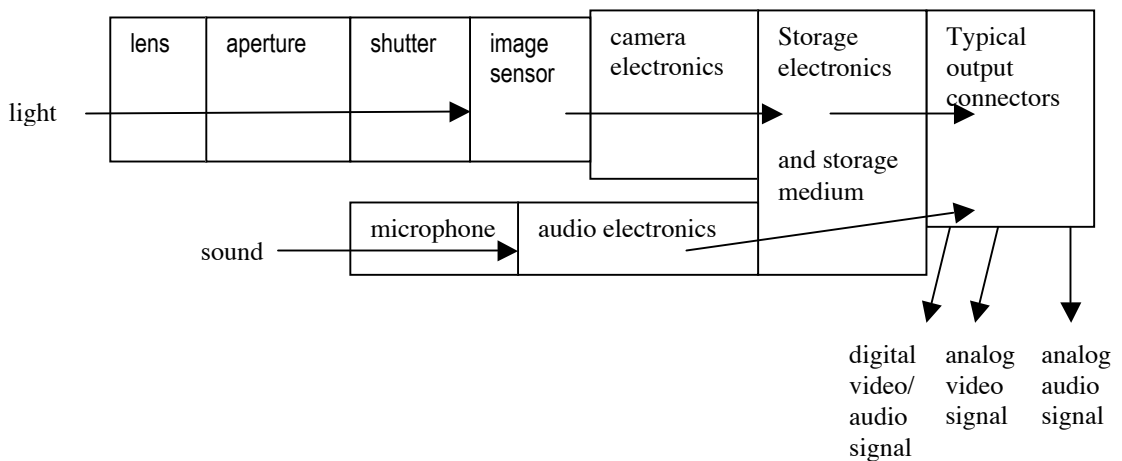 lens
aperture
shutter
image
sensor
camera
electronics
Storage
electronics
Typical
output
connectors
light
and storage
medium
microphone
audio electronics
sound
digital
video/
audio
signal
analog
video
signal
analog
audio
signal